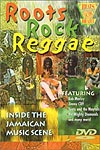 Roots
Rock
Reggae
INSIDE THE
JAMAICAN
MUSIC SCENE
FEATURING
Bob Marley
Jimmy Cliff
Toots and the Maytals
The Mighty Diamonds
and many more!
DVD